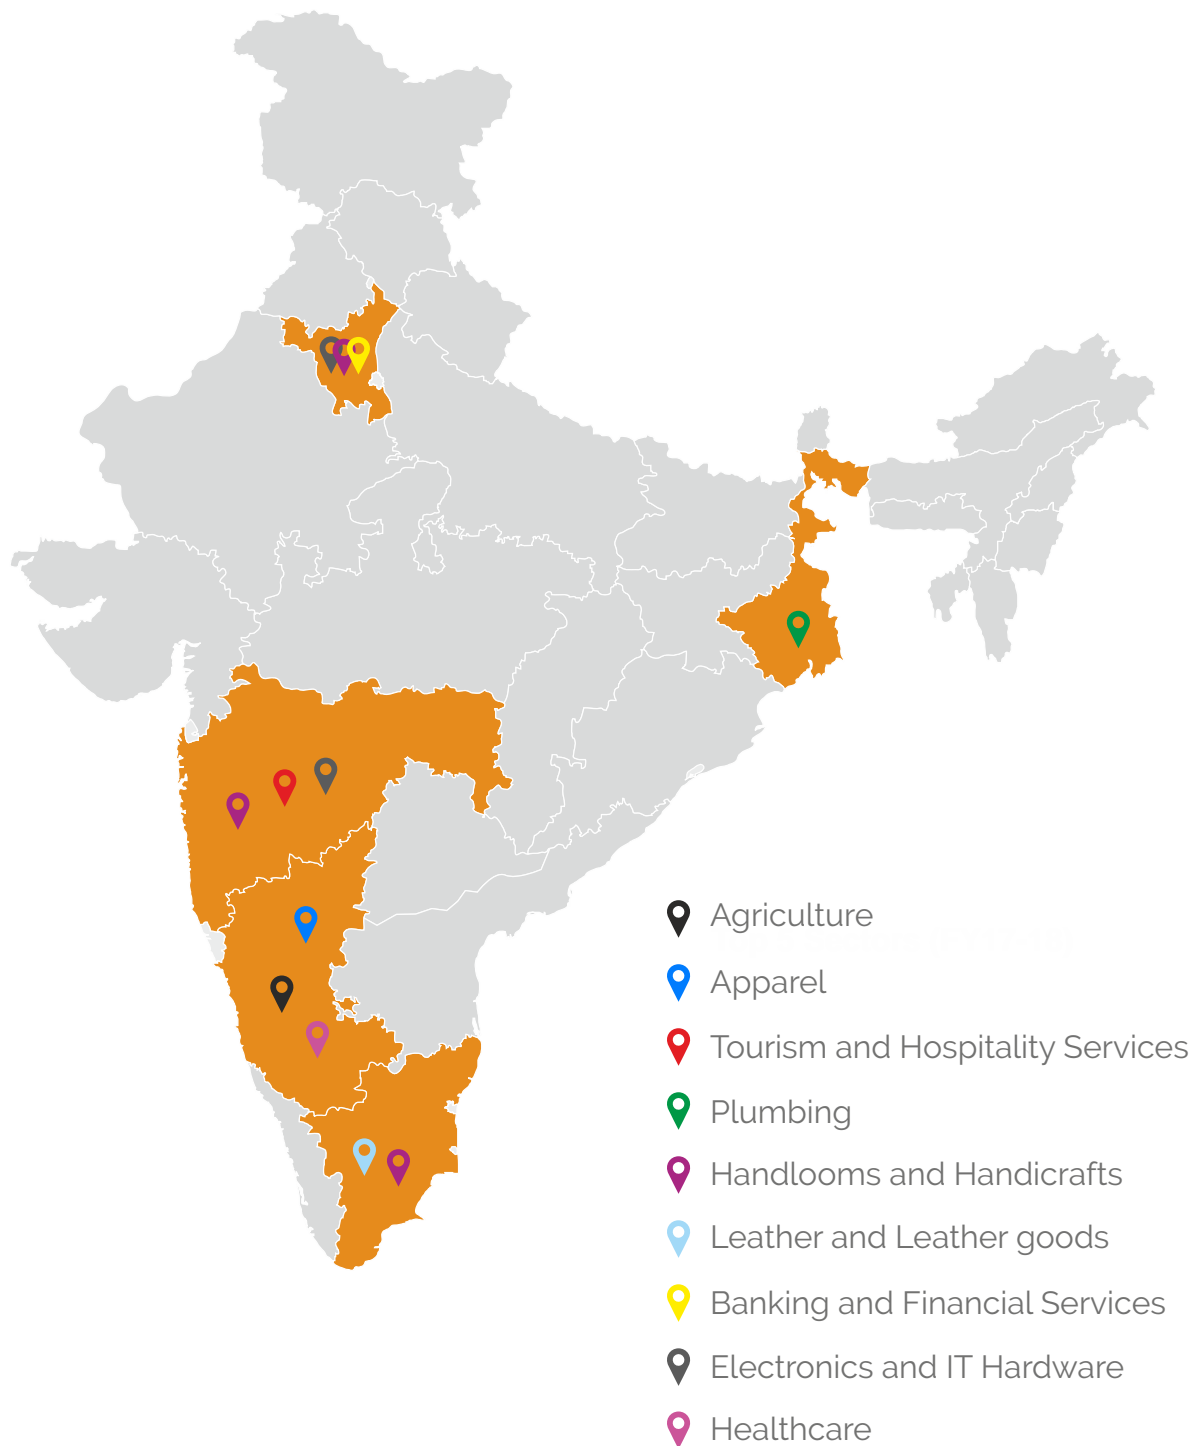 Agriculture
Apparel
Tourism and Hospitality Services
Plumbing
Handlooms and Handicrafts
Leather and Leather goods
Banking and Financial Services
Electronics and IT Hardware
Healthcare